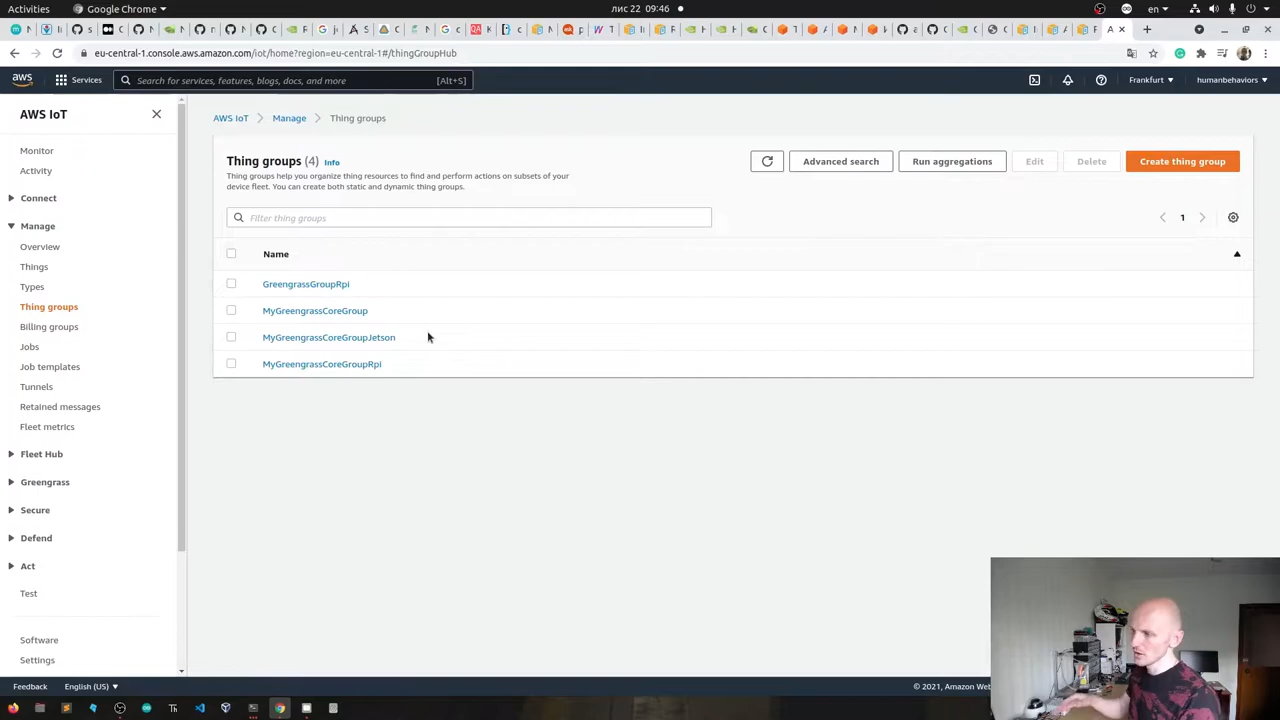 Activities
Google Chrome
лис 22 09:46
en
eu-central-1.console.aws.amazon.com/iot/home?region=eu-central-1#/thingGroupHub
aws
Services
Search for services, features, blogs, docs, and more
[Alt+S]
Frankfurt
humanbehaviors
AWS IoT
Monitor
Activity
Connect
Manage
Overview
Things
Types
Thing groups
Billing groups
Jobs
Job templates
Tunnels
Retained messages
Fleet metrics
Fleet Hub
Greengrass
Secure
Defend
Act
Test
Software
Settings
AWS IoT
Manage
Thing groups
Thing groups (4) Info
Thing groups help you organize thing resources to find and perform actions on subsets of your
device fleet. You can create both static and dynamic thing groups.
Advanced search
Run aggregations
Edit
Delete
Create thing group
Filter thing groups
1
Name
GreengrassGroupRpi
MyGreengrassCoreGroup
MyGreengrassCoreGroupJetson
MyGreengrassCoreGroupRpi
Feedback
English (US)
© 2021, Amazon Web